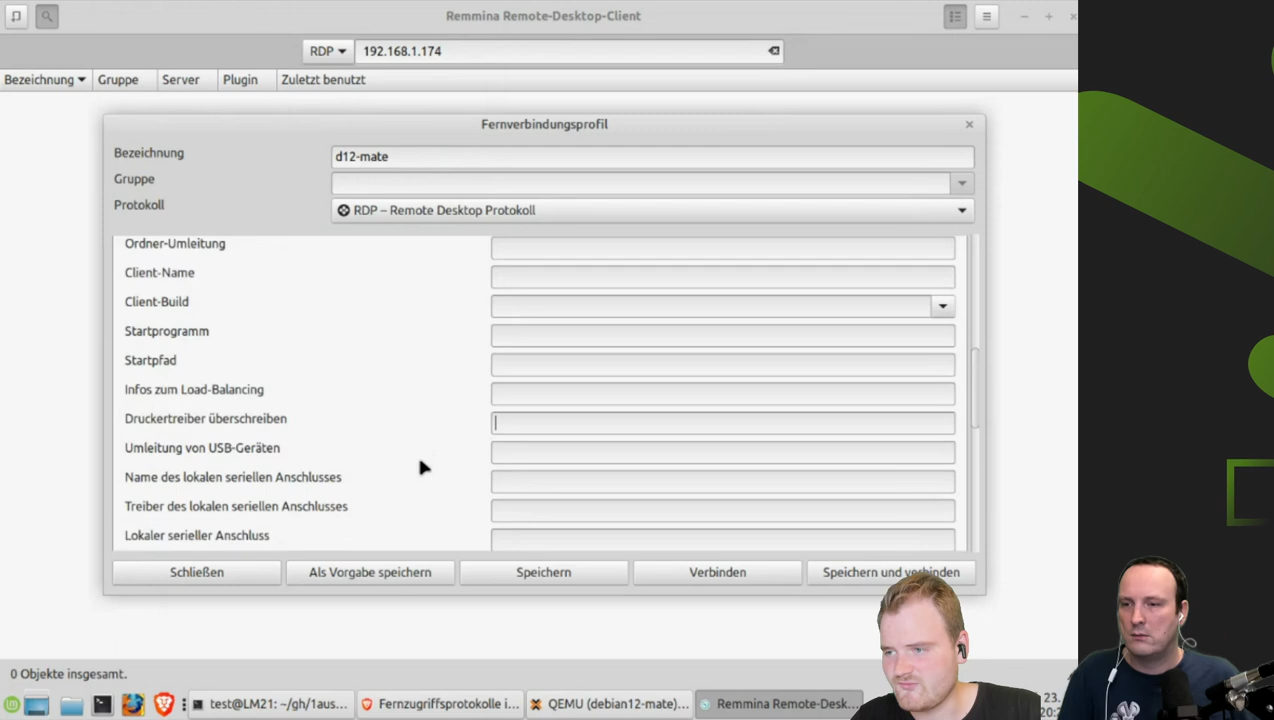 Remmina Remote-Desktop-Client
RDP 192.168.1.174
Bezeichnung Gruppe Server Plugin Zuletzt benutzt
Fernverbindungsprofil
Bezeichnung d12-mate
Gruppe
Protokoll RDP – Remote Desktop Protokoll
Ordner-Umleitung
Client-Name
Client-Build
Startprogramm
Startpfad
Infos zum Load-Balancing
Druckertreiber überschreiben
Umleitung von USB-Geräten
Name des lokalen seriellen Anschlusses
Treiber des lokalen seriellen Anschlusses
Lokaler serieller Anschluss
Schließen Als Vorgabe speichern Speichern Verbinden Speichern und verbinden
0 Objekte insgesamt.
test@LM21: ~/gh/1aus... Fernzugriffsprotokolle i... QEMU (debian12-mate)... Remmina Remote-Desk... 23.